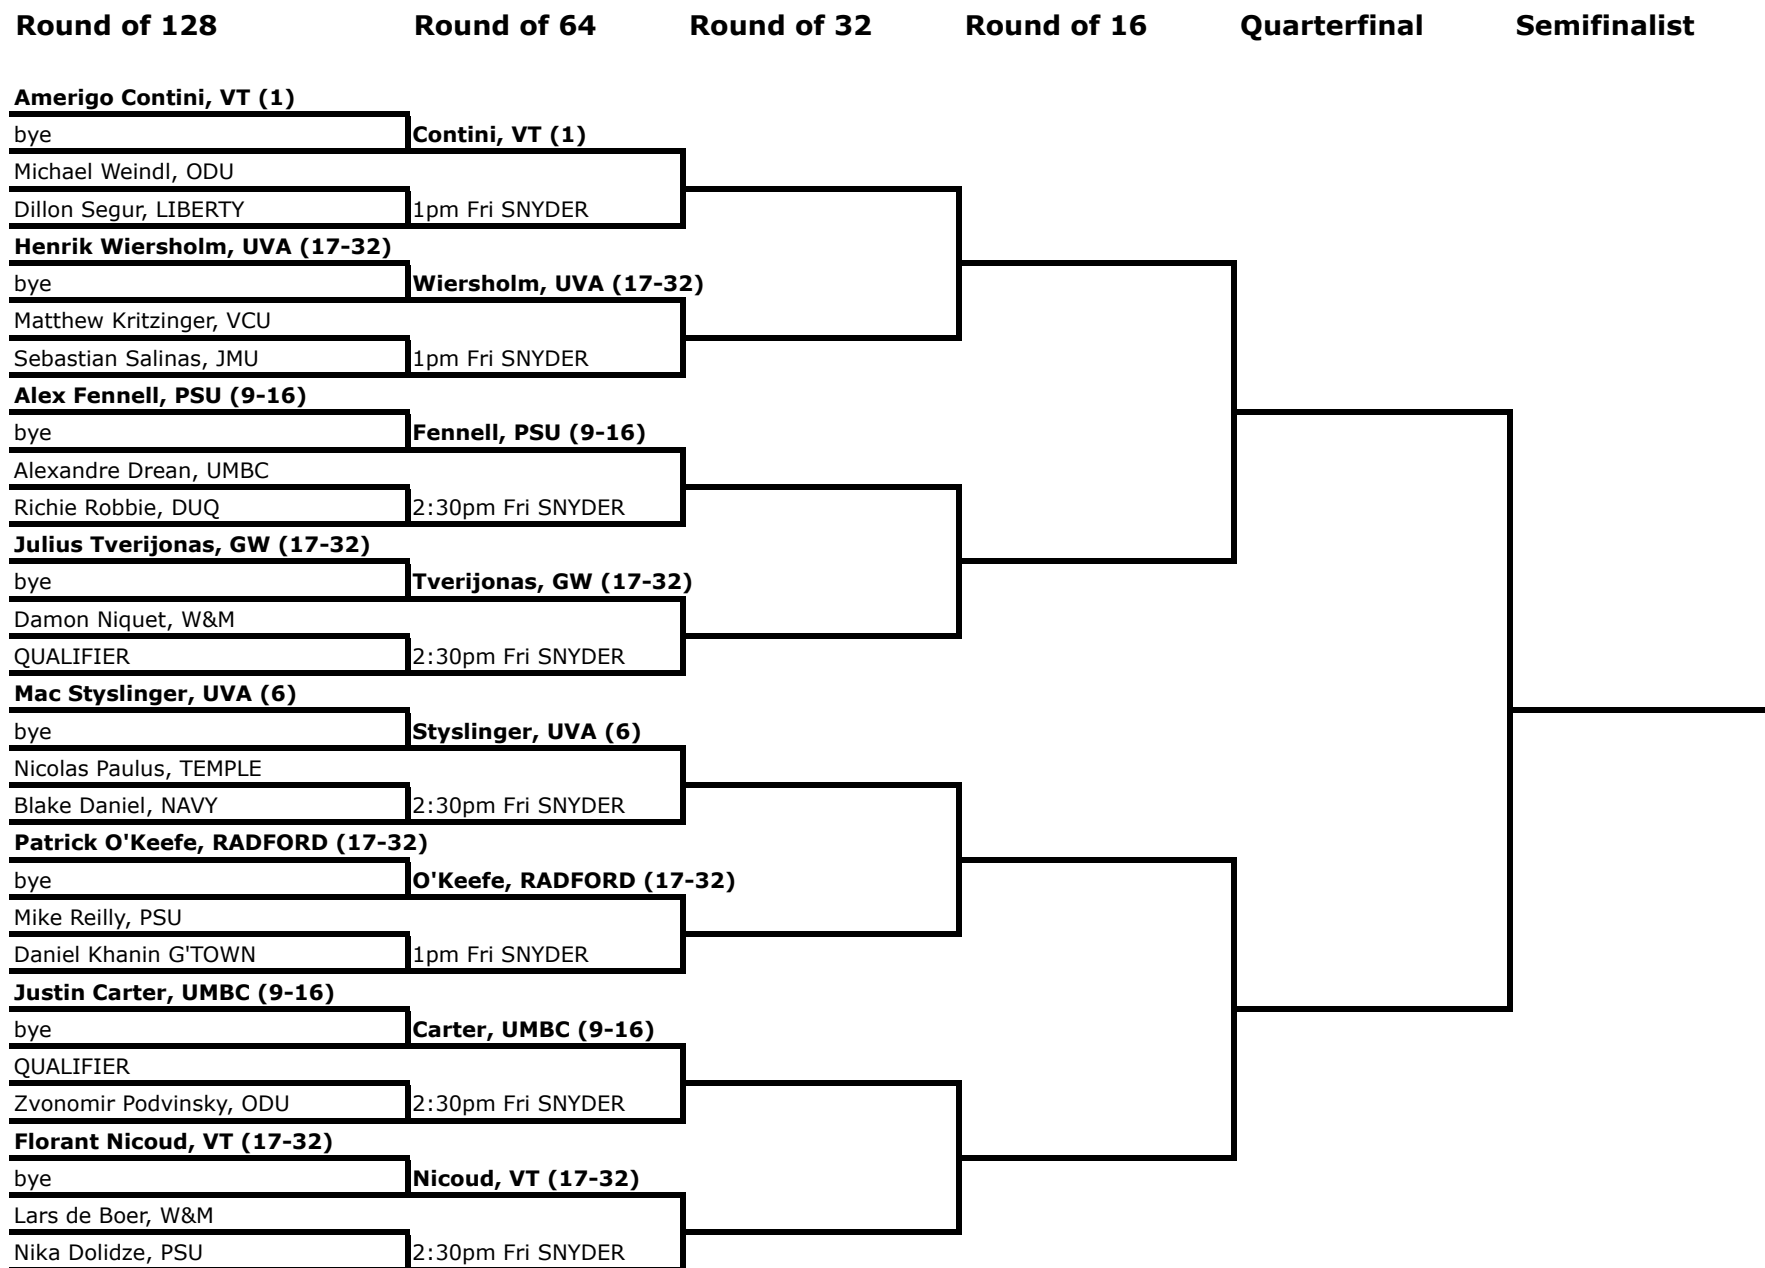 Round of 128 Round of 64 Round of 32 Round of 16 Quarterfinal Semifinalist
Amerigo Contini, VT (1)
bye Contini, VT (1)
Michael Weindl, ODU
Dillon Segur, LIBERTY 1pm Fri SNYDER
Henrik Wiersholm, UVA (17-32)
bye Wiersholm, UVA (17-32)
Matthew Kritzinger, VCU
Sebastian Salinas, JMU 1pm Fri SNYDER
Alex Fennell, PSU (9-16)
bye Fennell, PSU (9-16)
Alexandre Drean, UMBC
Richie Robbie, DUQ 2:30pm Fri SNYDER
Julius Tverijonas, GW (17-32)
bye Tverijonas, GW (17-32)
Damon Niquet, W&M
QUALIFIER 2:30pm Fri SNYDER
Mac Styslinger, UVA (6)
bye Styslinger, UVA (6)
Nicolas Paulus, TEMPLE
Blake Daniel, NAVY 2:30pm Fri SNYDER
Patrick O'Keefe, RADFORD (17-32)
bye O'Keefe, RADFORD (17-32)
Mike Reilly, PSU
Daniel Khanin G'TOWN 1pm Fri SNYDER
Justin Carter, UMBC (9-16)
bye Carter, UMBC (9-16)
QUALIFIER
Zvonomir Podvinsky, ODU 2:30pm Fri SNYDER
Florant Nicoud, VT (17-32)
bye Nicoud, VT (17-32)
Lars de Boer, W&M
Nika Dolidze, PSU 2:30pm Fri SNYDER